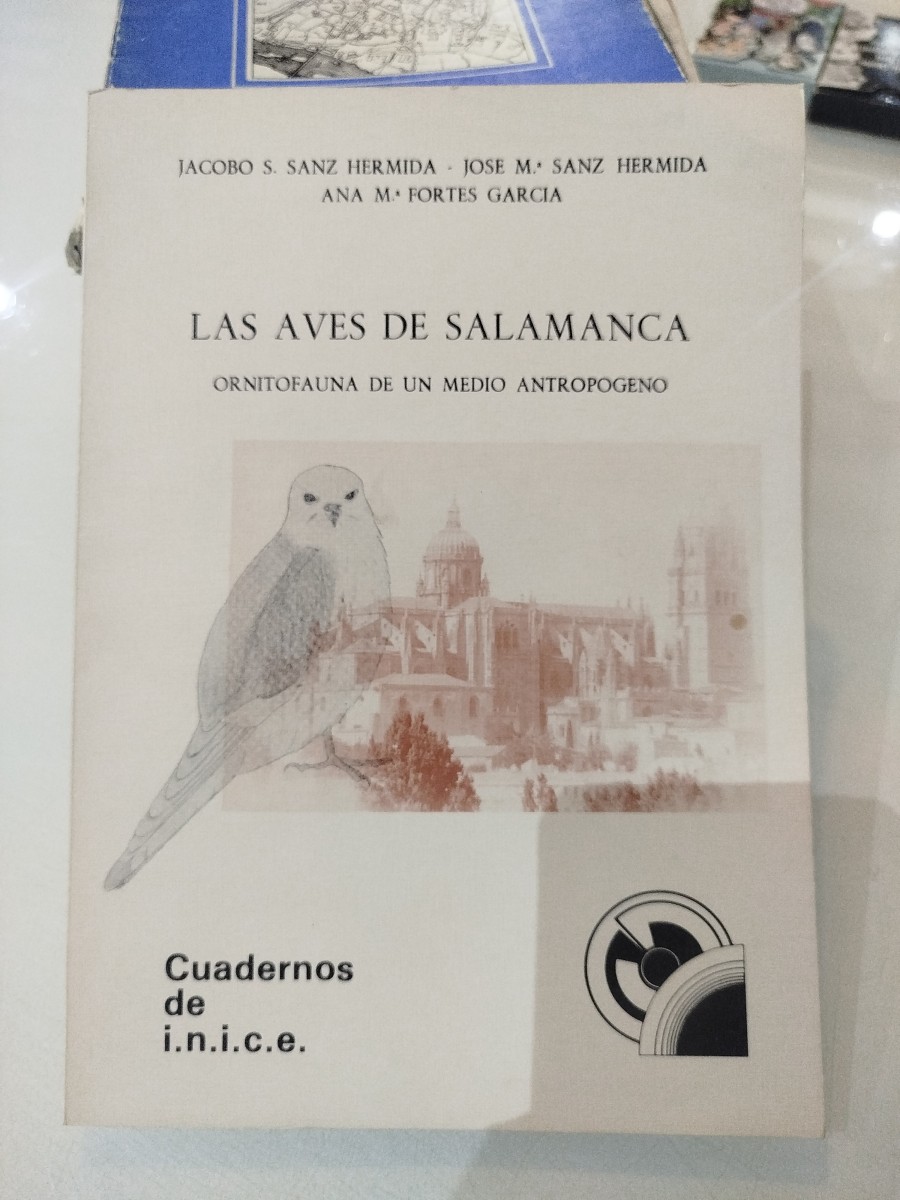 JACOBO S. SANZ HERMIDA - JOSE M.ª SANZ HERMIDA
ANA M.ª FORTES GARCIA
LAS AVES DE SALAMANCA
ORNITOFAUNA DE UN MEDIO ANTROPOGENO
Cuadernos
de
i.n.i.c.e.